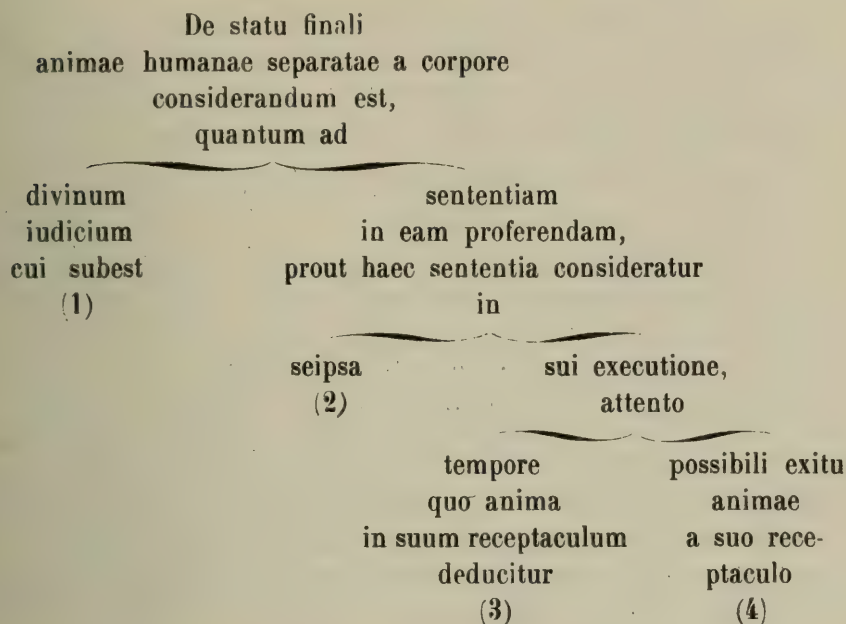 De statu finali
animae humanae separatae a corpore
considerandum est,
quantum ad
divinum
iudicium
cui subest
(1)
sententiam
in eam proferendam,
prout haec sententia consideratur
in
seipsa
(2)
sui executione,
attento
tempore
quo anima
in suum receptaculum
deducitur
(3)
possibili exitu
animae
a suo rece-
ptaculo
(4)